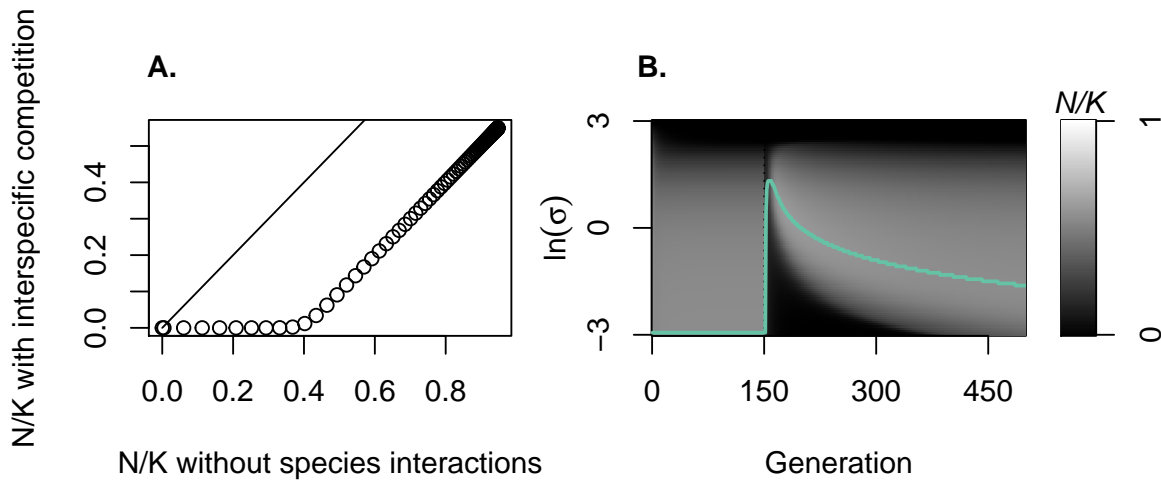 A.
N/K with interspecific competition
0.0 0.2 0.4
0.0 0.2 0.4 0.6 0.8
N/K without species interactions
B.
ln(σ)
−3 0 3
0 150 300 450
Generation
N/K
0 1